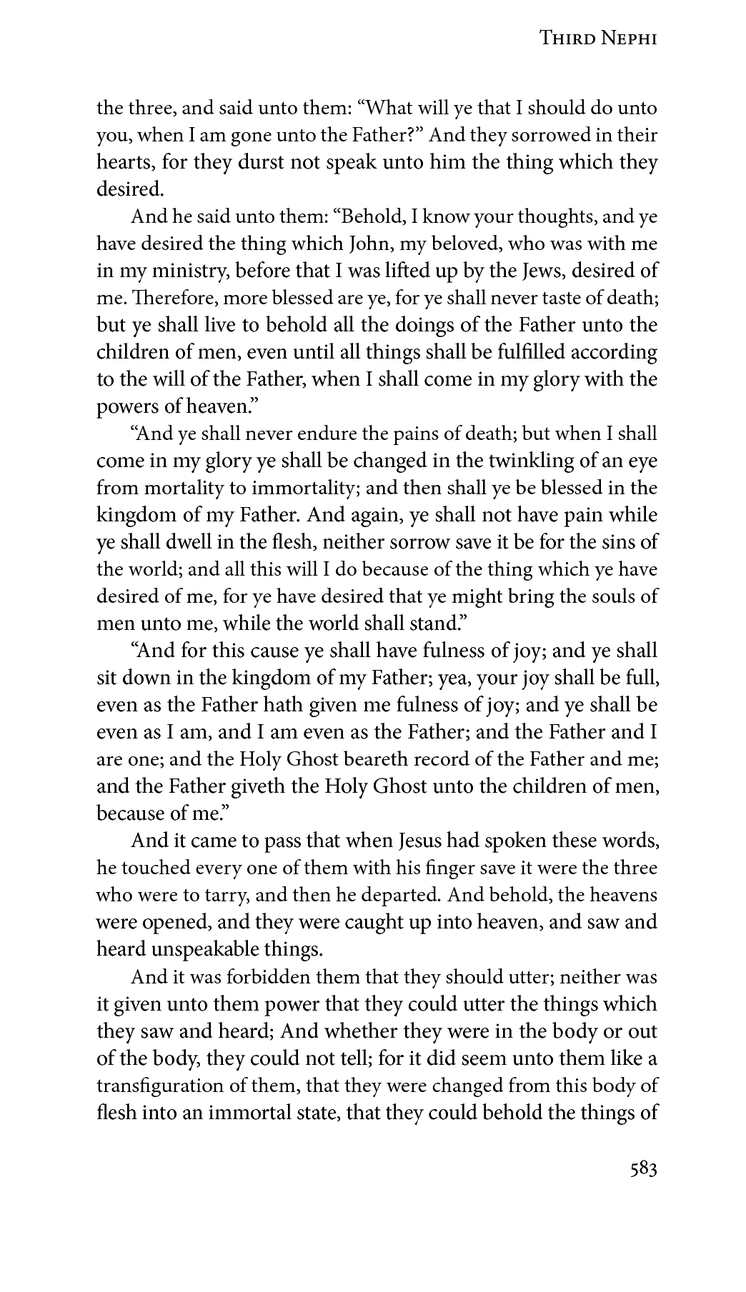 Third Nephi
the three, and said unto them: “What will ye that I should do unto
you, when I am gone unto the Father?” And they sorrowed in their
hearts, for they durst not speak unto him the thing which they
desired.
And he said unto them: “Behold, I know your thoughts, and ye
have desired the thing which John, my beloved, who was with me
in my ministry, before that I was lifted up by the Jews, desired of
me. Therefore, more blessed are ye, for ye shall never taste of death;
but ye shall live to behold all the doings of the Father unto the
children of men, even until all things shall be fulfilled according
to the will of the Father, when I shall come in my glory with the
powers of heaven.”
“And ye shall never endure the pains of death; but when I shall
come in my glory ye shall be changed in the twinkling of an eye
from mortality to immortality; and then shall ye be blessed in the
kingdom of my Father. And again, ye shall not have pain while
ye shall dwell in the flesh, neither sorrow save it be for the sins of
the world; and all this will I do because of the thing which ye have
desired of me, for ye have desired that ye might bring the souls of
men unto me, while the world shall stand.”
“And for this cause ye shall have fulness of joy; and ye shall
sit down in the kingdom of my Father; yea, your joy shall be full,
even as the Father hath given me fulness of joy; and ye shall be
even as I am, and I am even as the Father; and the Father and I
are one; and the Holy Ghost beareth record of the Father and me;
and the Father giveth the Holy Ghost unto the children of men,
because of me.”
And it came to pass that when Jesus had spoken these words,
he touched every one of them with his finger save it were the three
who were to tarry, and then he departed. And behold, the heavens
were opened, and they were caught up into heaven, and saw and
heard unspeakable things.
And it was forbidden them that they should utter; neither was
it given unto them power that they could utter the things which
they saw and heard; And whether they were in the body or out
of the body, they could not tell; for it did seem unto them like a
transfiguration of them, that they were changed from this body of
flesh into an immortal state, that they could behold the things of
583